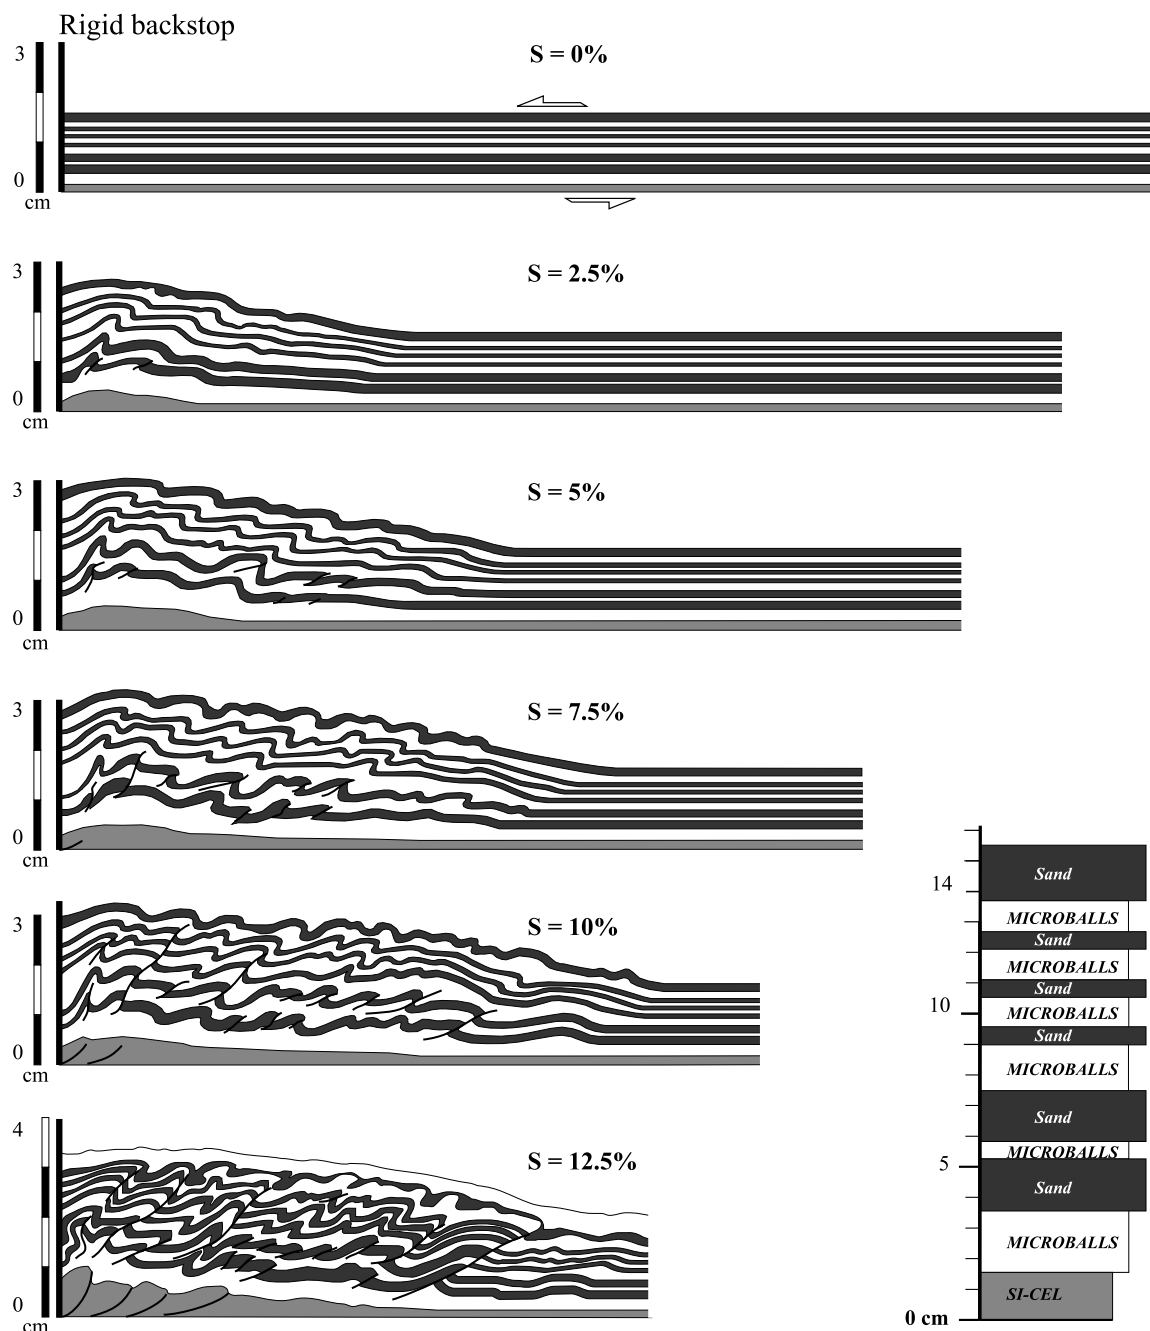 Rigid backstop
3
S = 0%
0
cm
3
S = 2.5%
0
cm
3
S = 5%
0
cm
3
S = 7.5%
0
cm
3
S = 10%
0
cm
4
S = 12.5%
0
cm
14
Sand
MICROBALLS
Sand
MICROBALLS
Sand
10
MICROBALLS
Sand
MICROBALLS
Sand
MICROBALLS
5
Sand
MICROBALLS
SI-CEL
0 cm